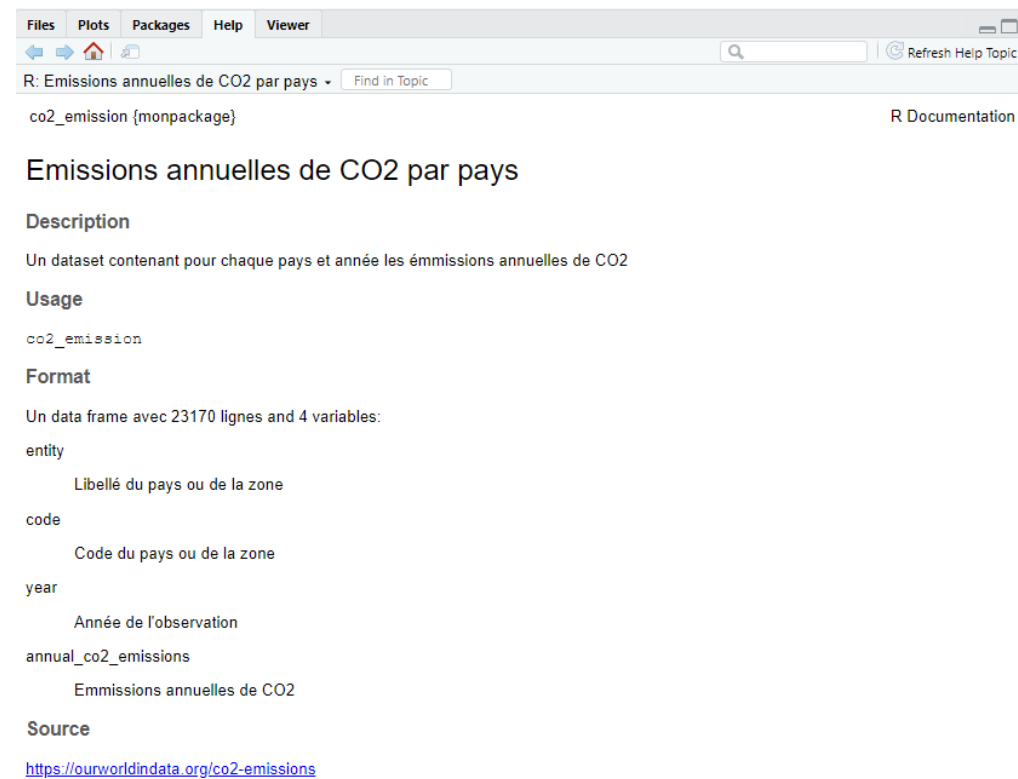 Files Plots Packages Help Viewer
Refresh Help Topic
R: Emissions annuelles de CO2 par pays Find in Topic
co2_emission {monpackage} R Documentation
Emissions annuelles de CO2 par pays
Description
Un dataset contenant pour chaque pays et année les émmissions annuelles de CO2
Usage
co2_emission
Format
Un data frame avec 23170 lignes and 4 variables:
entity
Libellé du pays ou de la zone
code
Code du pays ou de la zone
year
Année de l'observation
annual_co2_emissions
Emmissions annuelles de CO2
Source
https://ourworldindata.org/co2-emissions